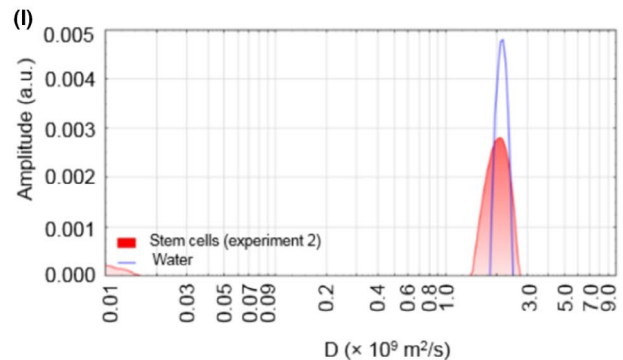 (I)
0.005
0.004
0.003
0.002
0.001
0.000
Amplitude (a.u.)
Stem cells (experiment 2)
Water
0.01 0.03 0.05 0.07 0.09 0.2 0.4 0.6 0.8 1.0 3.0 5.0 7.0 9.0
D (× 10⁹ m²/s)